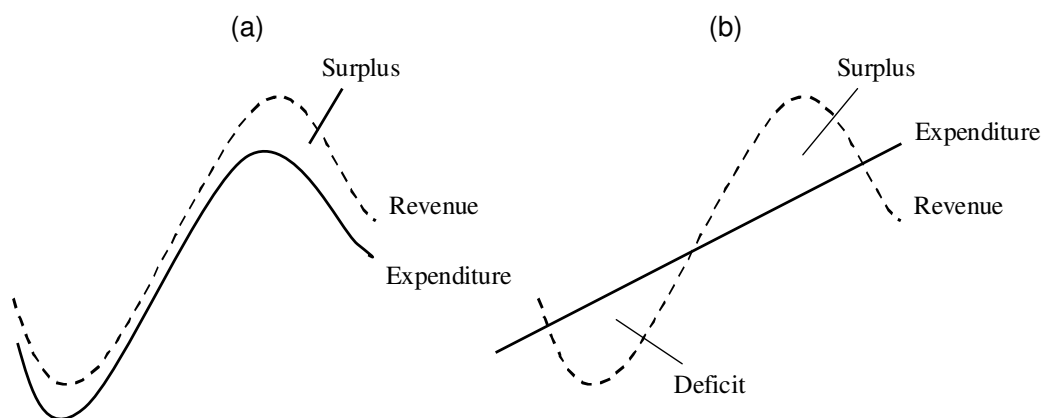 (a)
Surplus
Revenue
Expenditure
(b)
Surplus
Expenditure
Revenue
Deficit